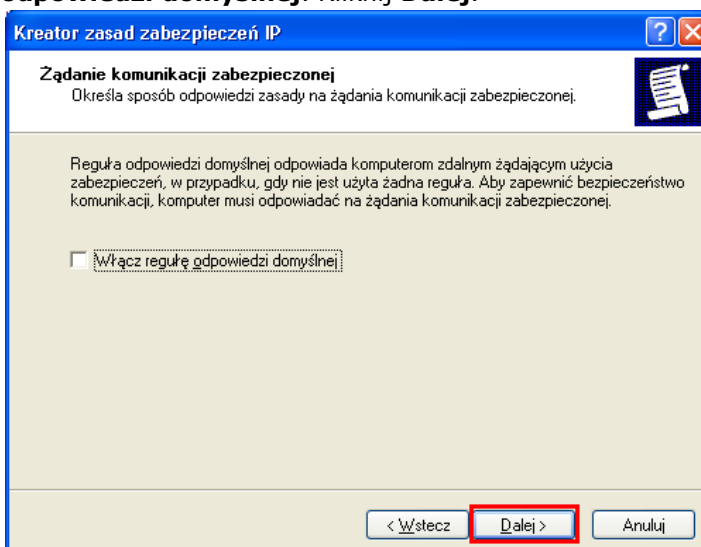 odpowiedzi domyślnej. Kliknij Dalej.
Kreator zasad zabezpieczeń IP
Żądanie komunikacji zabezpieczonej
Określa sposób odpowiedzi zasady na żądania komunikacji zabezpieczonej.
Reguła odpowiedzi domyślnej odpowiada komputerom zdalnym żądającym użycia
zabezpieczeń, w przypadku, gdy nie jest użyta żadna reguła. Aby zapewnić bezpieczeństwo
komunikacji, komputer musi odpowiadać na żądania komunikacji zabezpieczonej.
Włącz regułę odpowiedzi domyślnej
< Wstecz Dalej > Anuluj